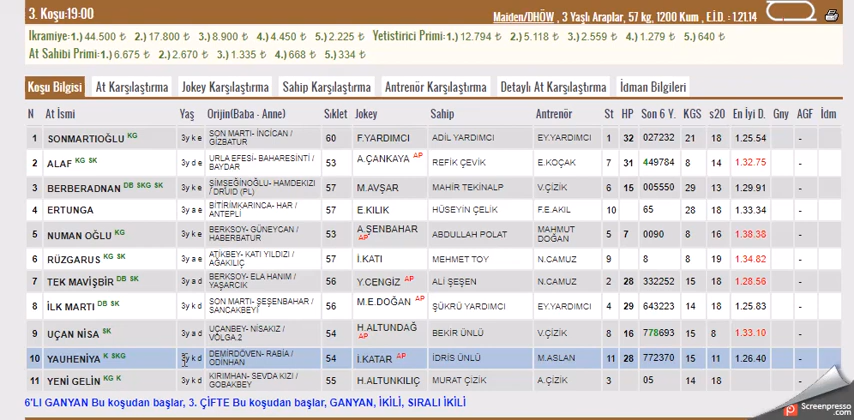 3. Koşu:19:00
Maiden/DHÖW , 3 Yaşlı Araplar, 57 kg, 1200 Kum , E.İ.D. : 1.21.14
Ikramiye: 1.) 44.500 2.) 17.800 3.) 8.900 4.) 4.450 5.) 2.225 Yetistirici Primi: 1.) 12.794 2.) 5.118 3.) 2.559 4.) 1.279 5.) 640
At Sahibi Primi: 1.) 6.675 2.) 2.670 3.) 1.335 4.) 668 5.) 334
Koşu Bilgisi At Karşılaştırma Jokey Karşılaştırma Sahip Karşılaştırma Antrenör Karşılaştırma Detaylı At Karşılaştırma İdman Bilgileri
N At İsmi Yaş Orijin(Baba - Anne) Sıklet Jokey Sahip Antrenör St HP Son 6 Y. KGS s20 En İyi D. Gny AGF İdm
1 SONMARTIOĞLU KG 3y k e SON MARTI- İNCİCAN / GİZBATUR 60 F.YARDIMCI ADİL YARDIMCI EY.YARDIMCI 1 32 027232 21 18 1.25.54 -
2 ALAF KG SK 3y d e URLA EFESİ- BAHARESİNTİ / BAYDAR 53 A.ÇANKAYA AP REFİK ÇEVİK E.KOÇAK 7 31 449784 8 14 1.32.75 -
3 BERBERADNAN DB SKG SK 3y k e ŞİMŞEĞİNOĞLU- HAMDEKIZI / DRUID (PL) 57 M.AVŞAR MAHİR TEKİNALP V.ÇİZİK 6 15 005550 29 13 1.29.91 -
4 ERTUNGA 3y a e BİTİRİMKARINCA- HAR / ANTEPLİ 57 E.KILIK HÜSEYİN ÇELİK F.E.AKIL 10 65 28 18 1.33.34 -
5 NUMAN OĞLU KG 3y k e BERKSOY- GÜNEYCAN / HABERBATUR 53 A.ŞENBAHAR AP ABDULLAH POLAT MAHMUT DOĞAN 5 7 0090 8 16 1.38.38 -
6 RÜZGARUS KG SK 3y a e ATİKBEY- KATI YILDIZI / AĞAKILIÇ 57 İ.KATI MEHMET TOY N.CAMUZ 9 8 8 19 1.34.82 -
7 TEK MAVİŞBİR DB SK 3y a d BERKSOY- ELA HANIM / YAŞARCIK 56 Y.CENGİZ AP ALİ ŞEŞEN N.CAMUZ 2 28 332252 15 18 1.28.56 -
8 İLK MARTI DB SK 3y k d SON MARTI- ŞEŞENBAHAR / SANCAKBEYİ 56 M.E.DOĞAN AP ŞÜKRÜ YARDIMCI EY.YARDIMCI 4 29 643223 14 18 1.25.83 -
9 UÇAN NİSA SK 3y a d UÇANBEY- NİSAKIZ / VOLGA.2 54 H.ALTUNDAĞ AP BEKİR ÜNLÜ V.ÇİZİK 8 16 778693 15 8 1.33.10 -
10 YAUHENİYA K SKG 3y k d DEMİRDÖVEN- RABİA / ODİNHAN 54 İ.KATAR AP İDRİS ÜNLÜ M.ASLAN 11 28 772370 15 11 1.26.40 -
11 YENİ GELİN KG K 3y k d KIRIMHAN- SEVDA KIZI / GOBAKBEY 55 H.ALTUNKILIÇ MURAT ÇİZİK A.ÇİZİK 3 05 14 18 -
6'LI GANYAN Bu koşudan başlar, 3. ÇİFTE Bu koşudan başlar, GANYAN, İKİLİ, SIRALI İKİLİ
Screenpresso
.com